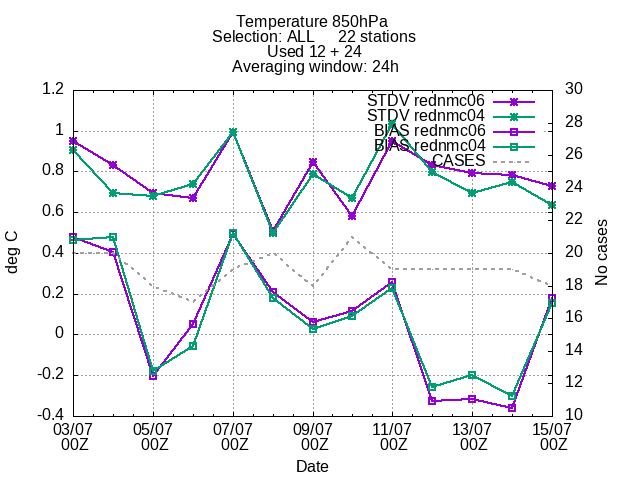 Temperature 850hPa
Selection: ALL 22 stations
Used 12 + 24
Averaging window: 24h
STDV rednmc06
STDV rednmc04
BIAS rednmc06
BIAS rednmc04
CASES
1.2
1
0.8
0.6
0.4
0.2
0
-0.2
-0.4
deg C
30
28
26
24
22
20
18
16
14
12
10
No cases
03/07 05/07 07/07 09/07 11/07 13/07 15/07
00Z 00Z 00Z 00Z 00Z 00Z 00Z
Date